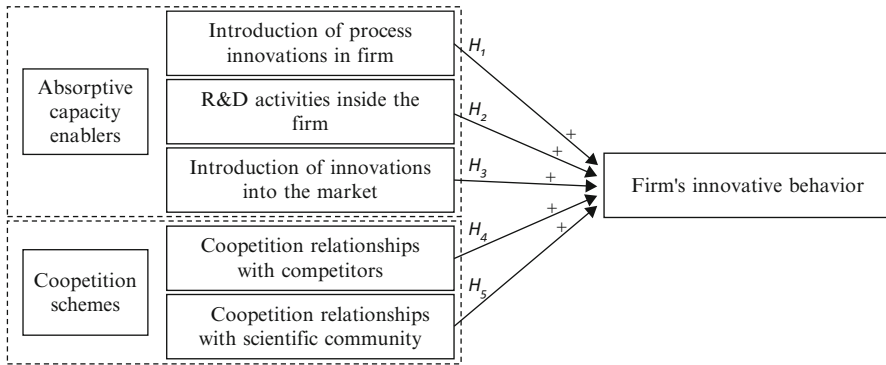 Absorptive
capacity
enablers
Introduction of process
innovations in firm
R&D activities inside the
firm
Introduction of innovations
into the market
Coopetition
schemes
Coopetition relationships
with competitors
Coopetition relationships
with scientific community
H1
H2
H3
H4
H5
+
+
+
+
+
Firm's innovative behavior